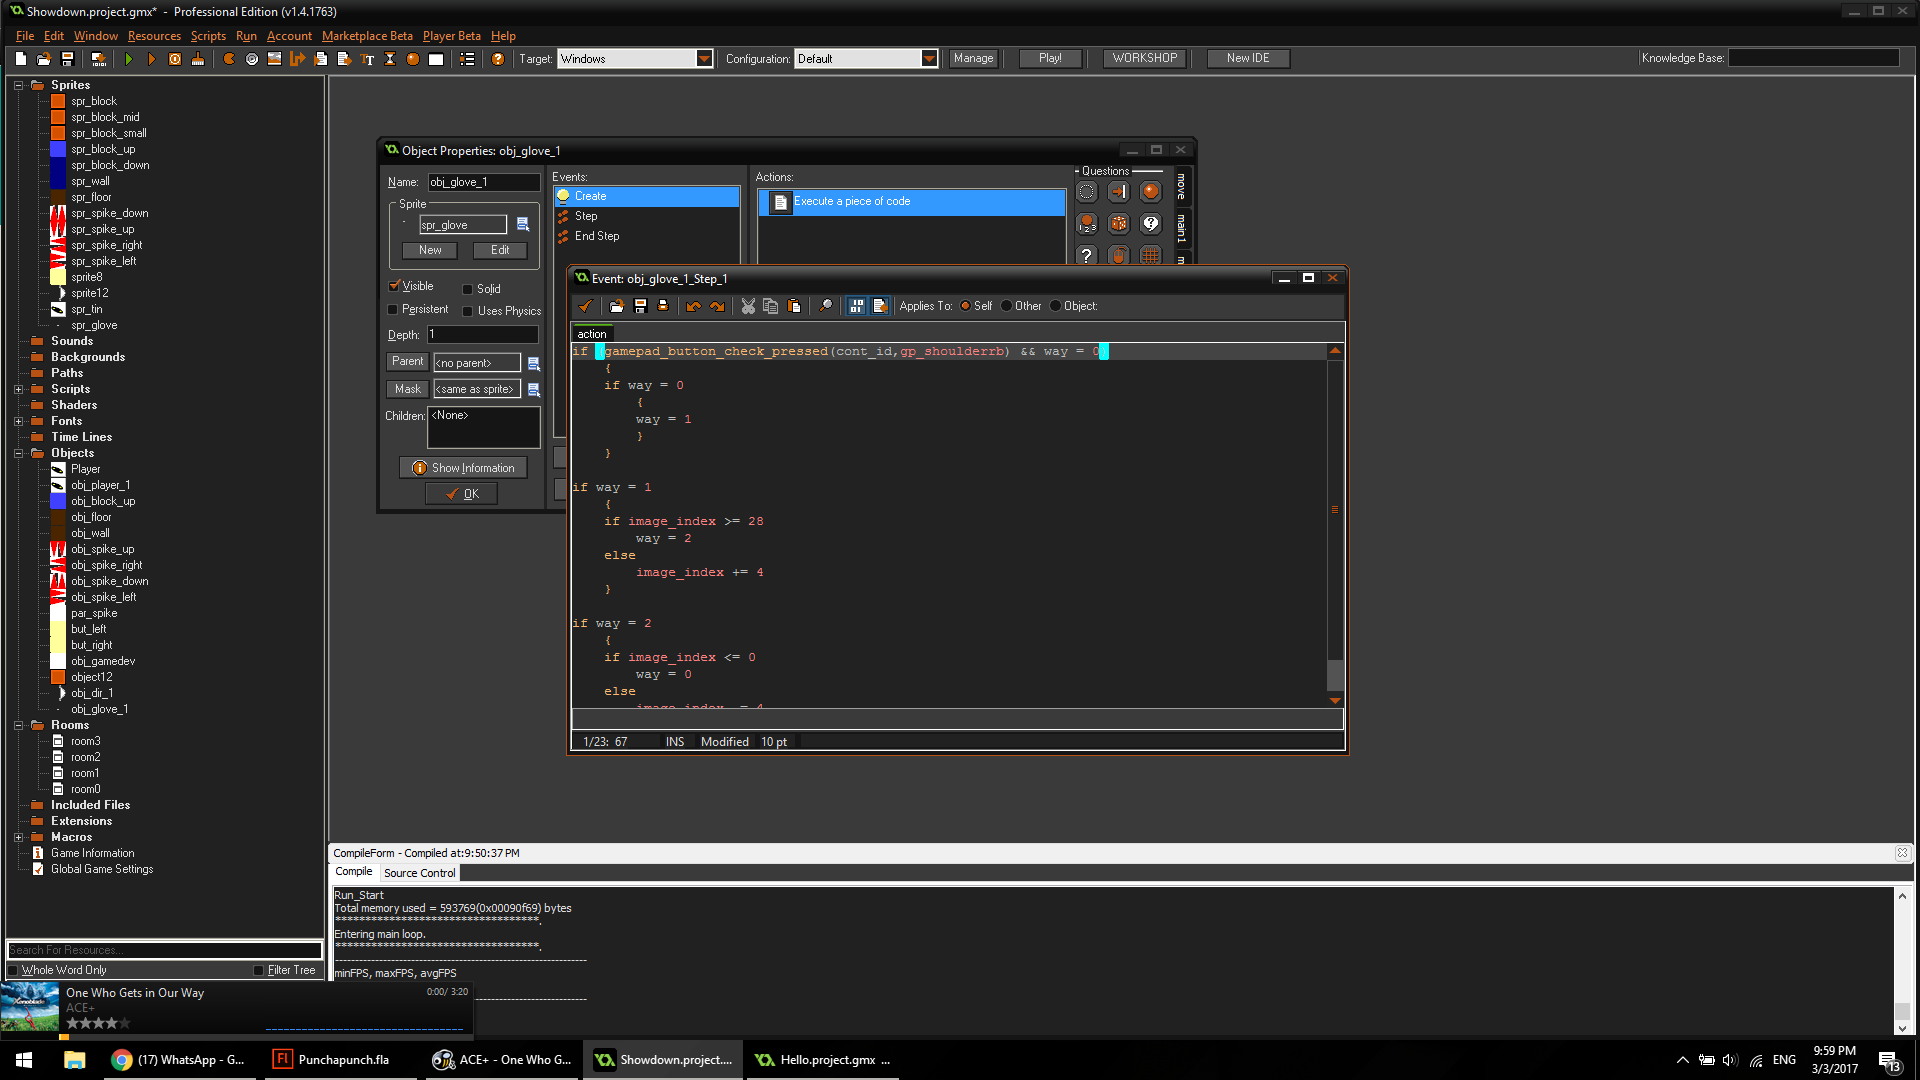 Showdown.project.gmx* - Professional Edition (v1.4.1763)
File Edit Window Resources Scripts Run Account Marketplace Beta Player Beta Help
Target: Windows Configuration: Default Manage Play! WORKSHOP New IDE Knowledge Base:
Sprites
spr_block
spr_block_mid
spr_block_small
spr_block_up
spr_block_down
spr_wall
spr_floor
spr_spike_down
spr_spike_up
spr_spike_right
spr_spike_left
sprite8
sprite12
spr_tin
spr_glove
Sounds
Backgrounds
Paths
Scripts
Shaders
Fonts
Time Lines
Objects
Player
obj_player_1
obj_block_up
obj_floor
obj_wall
obj_spike_up
obj_spike_right
obj_spike_down
obj_spike_left
par_spike
but_left
but_right
obj_gamedev
object12
obj_dir_1
obj_glove_1
Rooms
room3
room2
room1
room0
Included Files
Extensions
Macros
Game Information
Global Game Settings
Search For Resources...
Whole Word Only Filter Tree
Object Properties: obj_glove_1
Name: obj_glove_1
Sprite
spr_glove
New Edit
Visible Solid
Persistent Uses Physics
Depth: 1
Parent <no parent>
Mask <same as sprite>
Children: <None>
Show Information
OK
Events:
Create
Step
End Step
Actions:
Execute a piece of code
Questions
move
main1
Event: obj_glove_1_Step_1
Applies To: Self Other Object:
action
if (gamepad_button_check_pressed(cont_id,gp_shoulderrb) && way = 0)
{
if way = 0
{
way = 1
}
}
if way = 1
{
if image_index >= 28
way = 2
else
image_index += 4
}
if way = 2
{
if image_index <= 0
way = 0
else
1/23: 67 INS Modified 10 pt
CompileForm - Compiled at:9:50:37 PM
Compile Source Control
Run_Start
Total memory used = 593769(0x00090f69) bytes
***********************************.
Entering main loop.
***********************************.
minFPS, maxFPS, avgFPS
One Who Gets in Our Way 0:00/ 3:20
ACE+
Xenoblade
(17) WhatsApp - G... Punchapunch.fla ACE+ - One Who G... Showdown.project.... Hello.project.gmx ... ENG 9:59 PM
3/3/2017
13